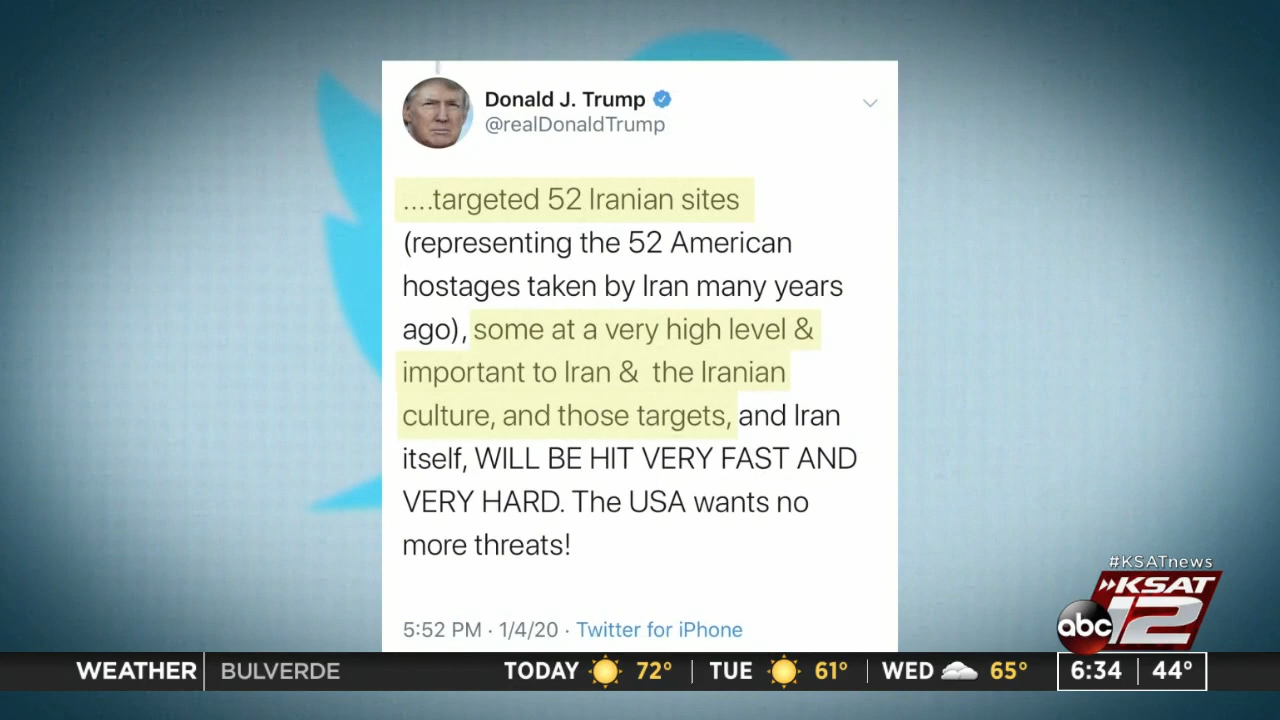 Donald J. Trump
@realDonaldTrump
....targeted 52 Iranian sites
(representing the 52 American
hostages taken by Iran many years
ago), some at a very high level &
important to Iran & the Iranian
culture, and those targets, and Iran
itself, WILL BE HIT VERY FAST AND
VERY HARD. The USA wants no
more threats!
5:52 PM · 1/4/20 · Twitter for iPhone
#KSATnews
KSAT
abc 12
WEATHER BULVERDE TODAY 72° TUE 61° WED 65° 6:34 44°